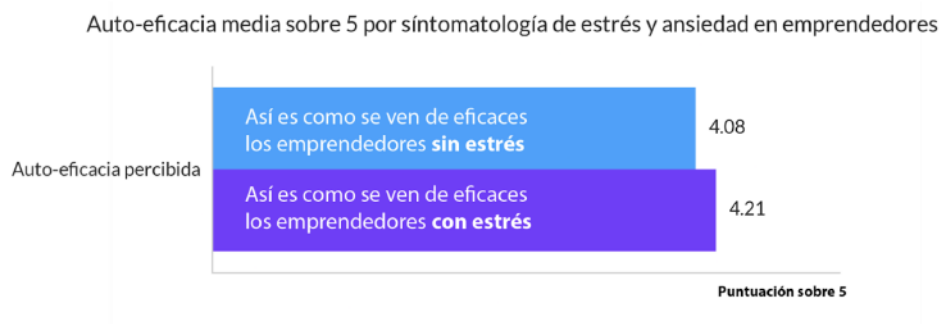 Auto-eficacia media sobre 5 por síntomatología de estrés y ansiedad en emprendedores
Así es como se ven de eficaces
los emprendedores sin estrés
4.08
Auto-eficacia percibida
Así es como se ven de eficaces
los emprendedores con estrés
4.21
Puntuación sobre 5